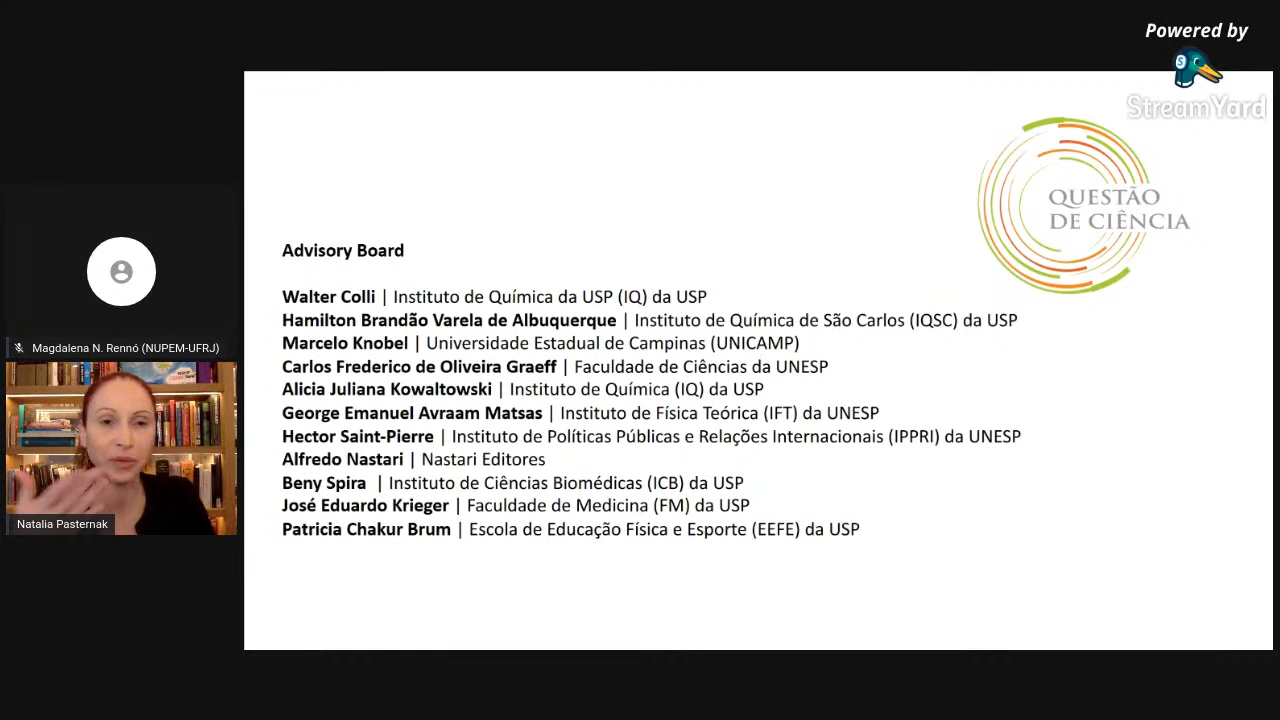 Powered by
StreamYard
QUESTÃO
DE CIÊNCIA
Advisory Board
Walter Colli | Instituto de Química da USP (IQ) da USP
Hamilton Brandão Varela de Albuquerque | Instituto de Química de São Carlos (IQSC) da USP
Marcelo Knobel | Universidade Estadual de Campinas (UNICAMP)
Carlos Frederico de Oliveira Graeff | Faculdade de Ciências da UNESP
Alicia Juliana Kowaltowski | Instituto de Química (IQ) da USP
George Emanuel Avraam Matsas | Instituto de Física Teórica (IFT) da UNESP
Hector Saint-Pierre | Instituto de Políticas Públicas e Relações Internacionais (IPPRI) da UNESP
Alfredo Nastari | Nastari Editores
Beny Spira | Instituto de Ciências Biomédicas (ICB) da USP
José Eduardo Krieger | Faculdade de Medicina (FM) da USP
Patricia Chakur Brum | Escola de Educação Física e Esporte (EEFE) da USP
Magdalena N. Rennó (NUPEM-UFRJ)
Natalia Pasternak